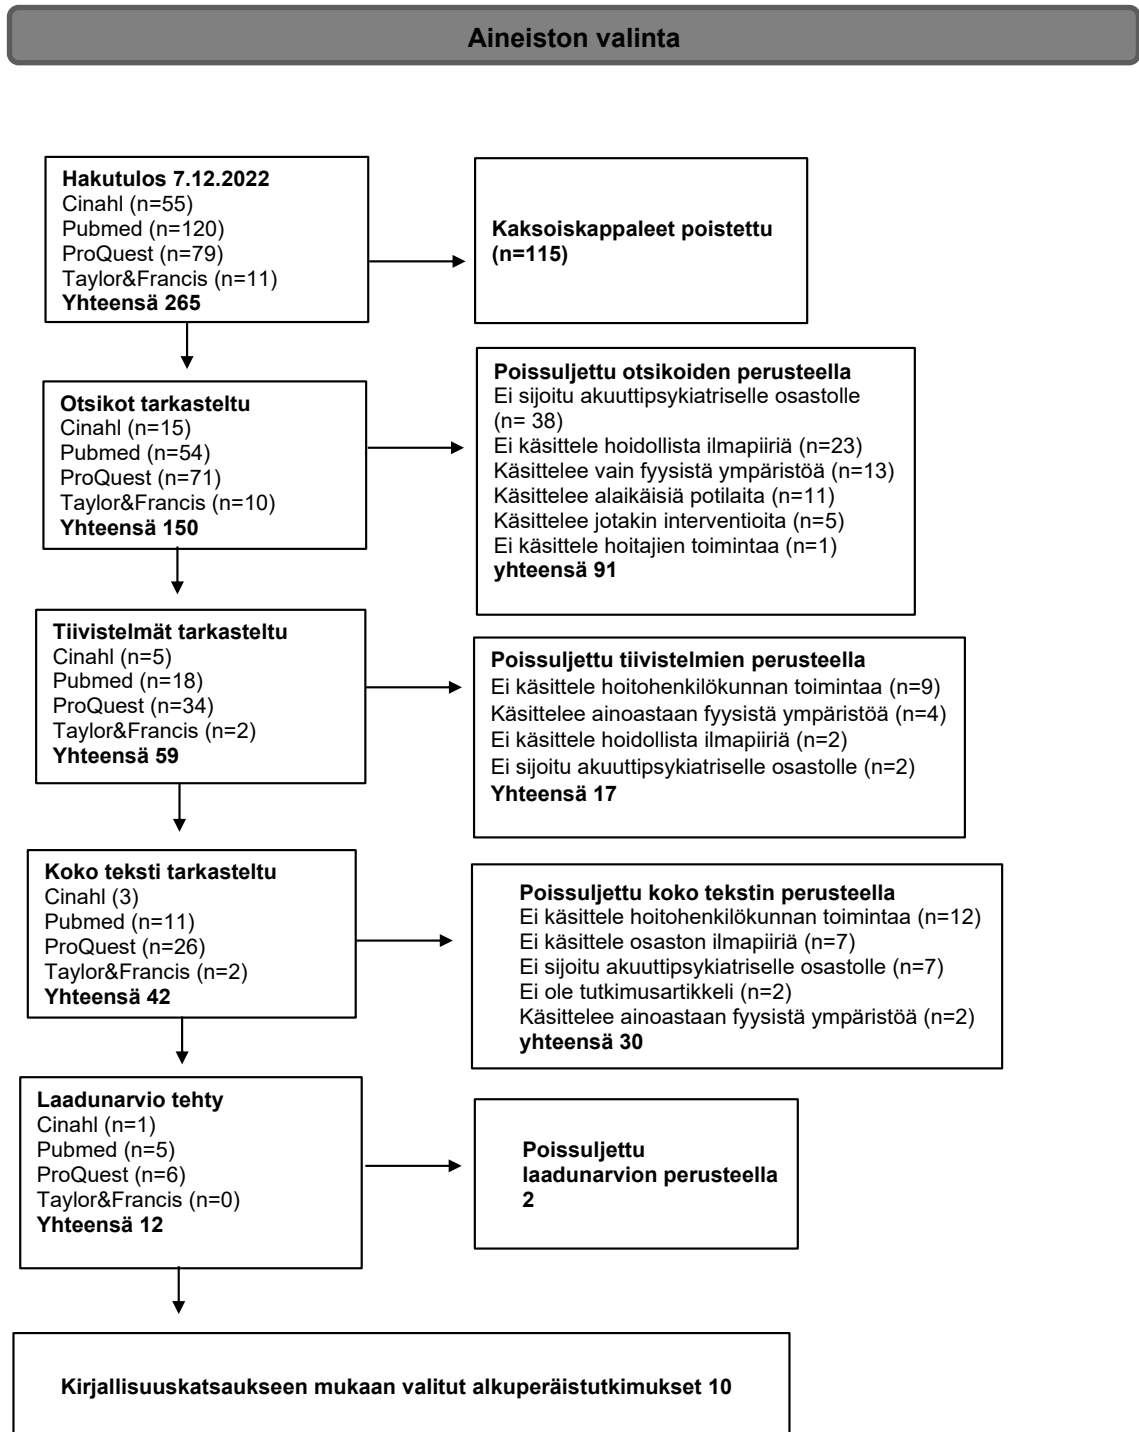 Aineiston valinta
Hakutulos 7.12.2022
Cinahl (n=55)
Pubmed (n=120)
ProQuest (n=79)
Taylor&Francis (n=11)
Yhteensä 265
Kaksoiskappaleet poistettu
(n=115)
Otsikot tarkasteltu
Cinahl (n=15)
Pubmed (n=54)
ProQuest (n=71)
Taylor&Francis (n=10)
Yhteensä 150
Poissuljettu otsikoiden perusteella
Ei sijoitu akuuttipsykiatriselle osastolle
(n= 38)
Ei käsittele hoidollista ilmapiiriä (n=23)
Käsittelee vain fyysistä ympäristöä (n=13)
Käsittelee alaikäisiä potilaita (n=11)
Käsittelee jotakin interventioita (n=5)
Ei käsittele hoitajien toimintaa (n=1)
yhteensä 91
Tiivistelmät tarkasteltu
Cinahl (n=5)
Pubmed (n=18)
ProQuest (n=34)
Taylor&Francis (n=2)
Yhteensä 59
Poissuljettu tiivistelmien perusteella
Ei käsittele hoitohenkilökunnan toimintaa (n=9)
Käsittelee ainoastaan fyysistä ympäristöä (n=4)
Ei käsittele hoidollista ilmapiiriä (n=2)
Ei sijoitu akuuttipsykiatriselle osastolle (n=2)
Yhteensä 17
Koko teksti tarkasteltu
Cinahl (3)
Pubmed (n=11)
ProQuest (n=26)
Taylor&Francis (n=2)
Yhteensä 42
Poissuljettu koko tekstin perusteella
Ei käsittele hoitohenkilökunnan toimintaa (n=12)
Ei käsittele osaston ilmapiiriä (n=7)
Ei sijoitu akuuttipsykiatriselle osastolle (n=7)
Ei ole tutkimusartikkeli (n=2)
Käsittelee ainoastaan fyysistä ympäristöä (n=2)
yhteensä 30
Laadunarvio tehty
Cinahl (n=1)
Pubmed (n=5)
ProQuest (n=6)
Taylor&Francis (n=0)
Yhteensä 12
Poissuljettu
laadunarvion perusteella
2
Kirjallisuuskatsaukseen mukaan valitut alkuperäistutkimukset 10